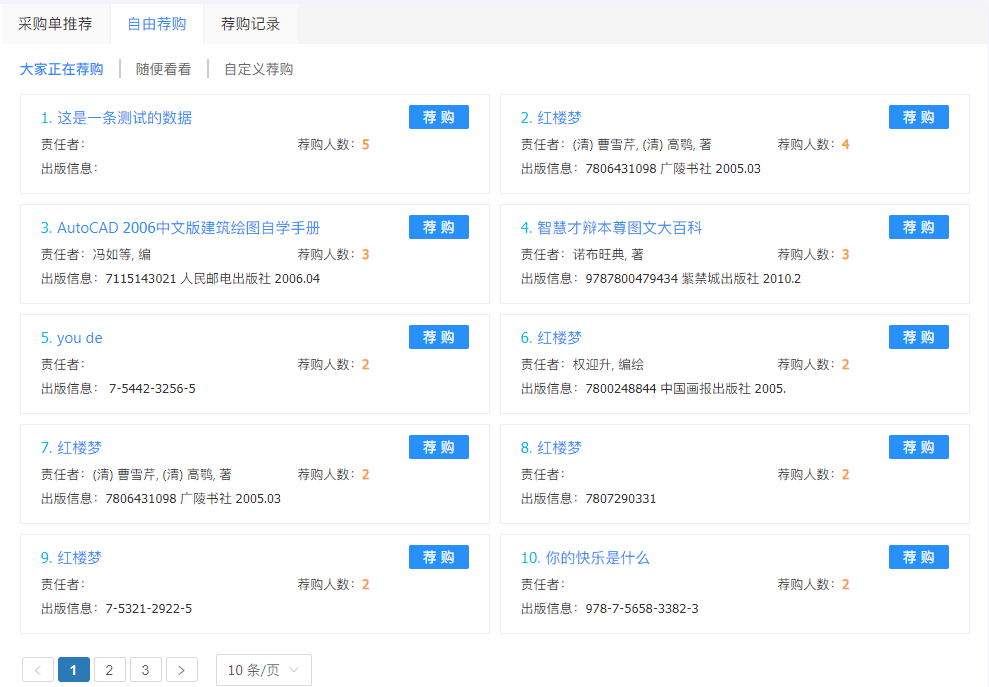 采购单推荐 自由荐购 荐购记录
大家正在荐购 随便看看 自定义荐购
1. 这是一条测试的数据 荐 购
责任者： 荐购人数：5
出版信息：
2. 红楼梦 荐 购
责任者：(清) 曹雪芹, (清) 高鹗, 著 荐购人数：4
出版信息：7806431098 广陵书社 2005.03
3. AutoCAD 2006中文版建筑绘图自学手册 荐 购
责任者：冯如等, 编 荐购人数：3
出版信息：7115143021 人民邮电出版社 2006.04
4. 智慧才辩本尊图文大百科 荐 购
责任者：诺布旺典, 著 荐购人数：3
出版信息：9787800479434 紫禁城出版社 2010.2
5. you de 荐 购
责任者： 荐购人数：2
出版信息： 7-5442-3256-5
6. 红楼梦 荐 购
责任者：权迎升, 编绘 荐购人数：2
出版信息：7800248844 中国画报出版社 2005.
7. 红楼梦 荐 购
责任者：(清) 曹雪芹, (清) 高鹗, 著 荐购人数：2
出版信息：7806431098 广陵书社 2005.03
8. 红楼梦 荐 购
责任者： 荐购人数：2
出版信息：7807290331
9. 红楼梦 荐 购
责任者： 荐购人数：2
出版信息：7-5321-2922-5
10. 你的快乐是什么 荐 购
责任者： 荐购人数：2
出版信息：978-7-5658-3382-3
< 1 2 3 > 10 条/页